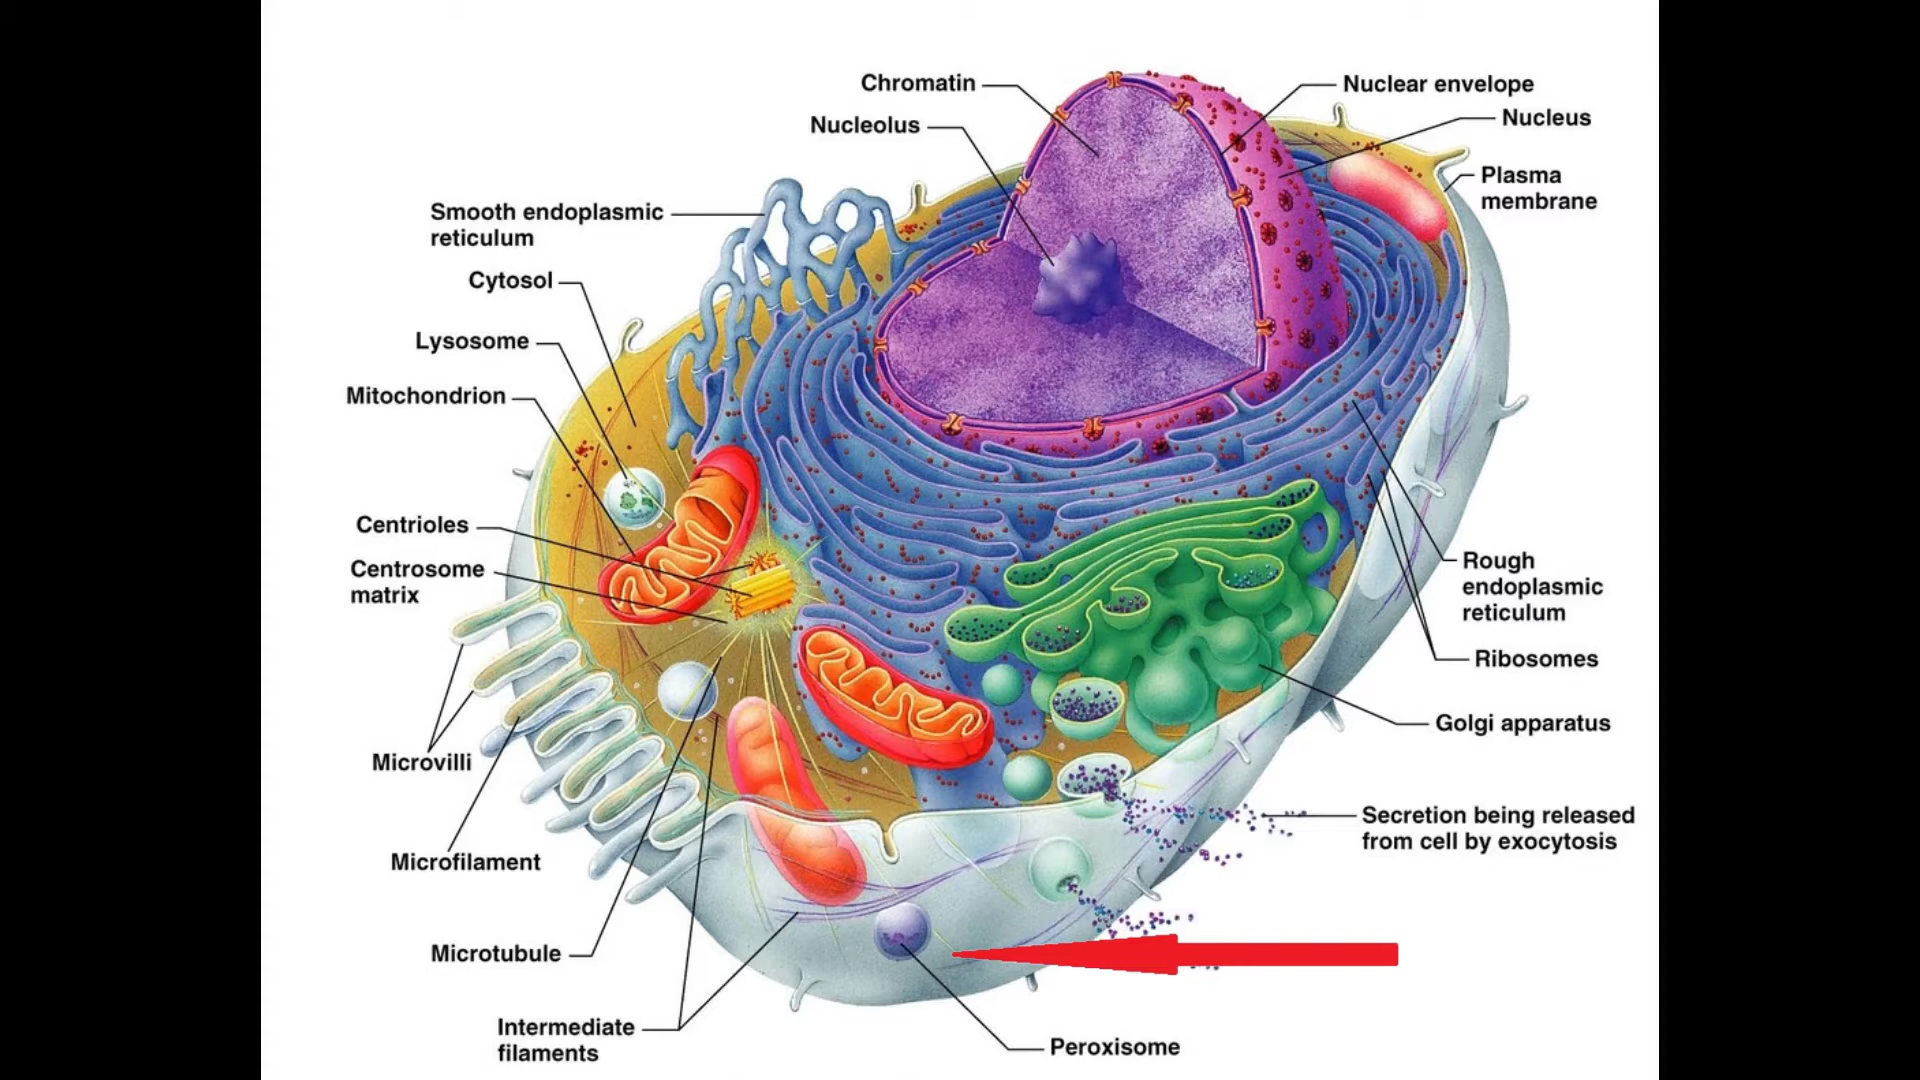 Chromatin
Nuclear envelope
Nucleolus
Nucleus
Plasma
membrane
Smooth endoplasmic
reticulum
Cytosol
Lysosome
Mitochondrion
Centrioles
Centrosome
matrix
Rough
endoplasmic
reticulum
Ribosomes
Golgi apparatus
Microvilli
Secretion being released
from cell by exocytosis
Microfilament
Microtubule
Intermediate
filaments
Peroxisome